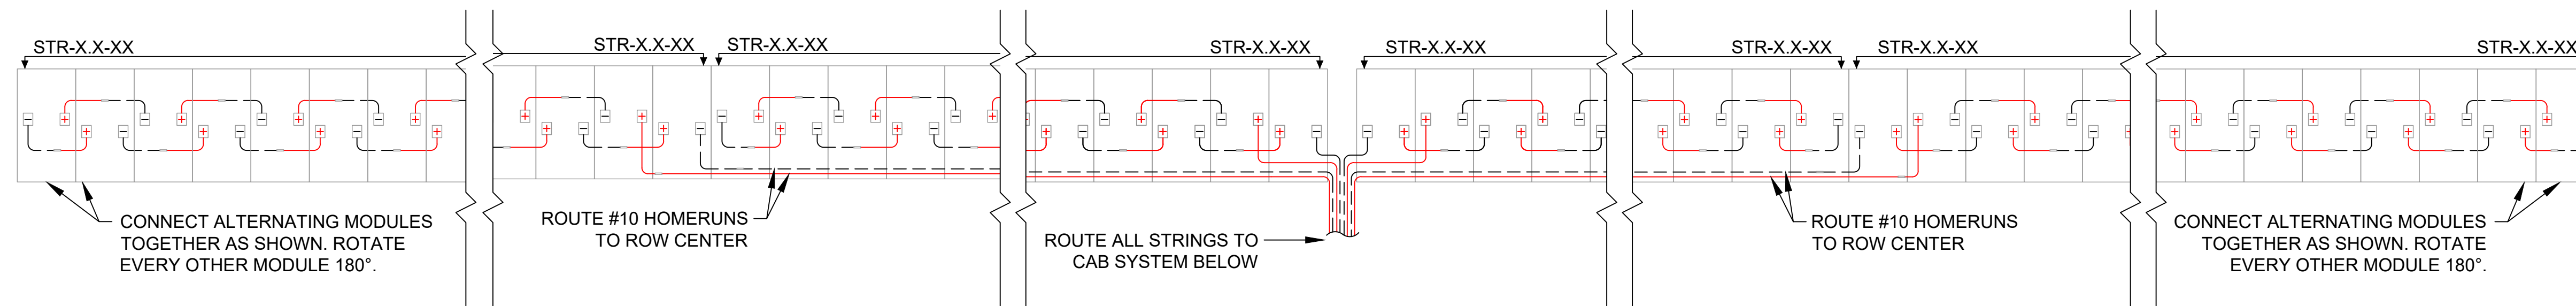 STR-X.X-XX
STR-X.X-XX
STR-X.X-XX
STR-X.X-XX
STR-X.X-XX
STR-X.X-XX
STR-X.X-XX
STR-X.X-XX
CONNECT ALTERNATING MODULES
TOGETHER AS SHOWN. ROTATE
EVERY OTHER MODULE 180°.
ROUTE #10 HOMERUNS
TO ROW CENTER
ROUTE ALL STRINGS TO
CAB SYSTEM BELOW
ROUTE #10 HOMERUNS
TO ROW CENTER
CONNECT ALTERNATING MODULES
TOGETHER AS SHOWN. ROTATE
EVERY OTHER MODULE 180°.